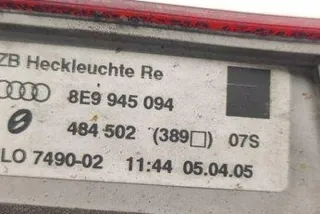 ZB Heckleuchte Re
8E9 945 094
484 502 (389□) 07S
LO 7490-02 11:44 05.04.05